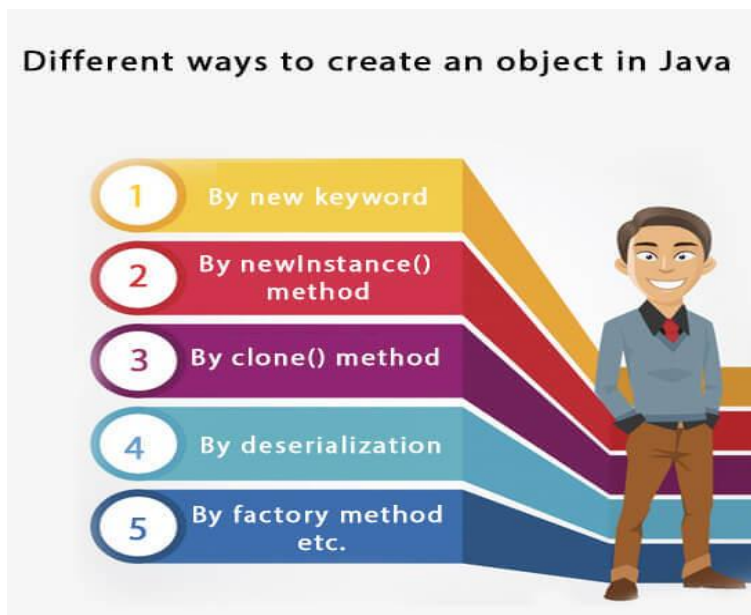 Different ways to create an object in Java
1
By new keyword
2
By newInstance()
method
3
By clone() method
4
By deserialization
5
By factory method
etc.